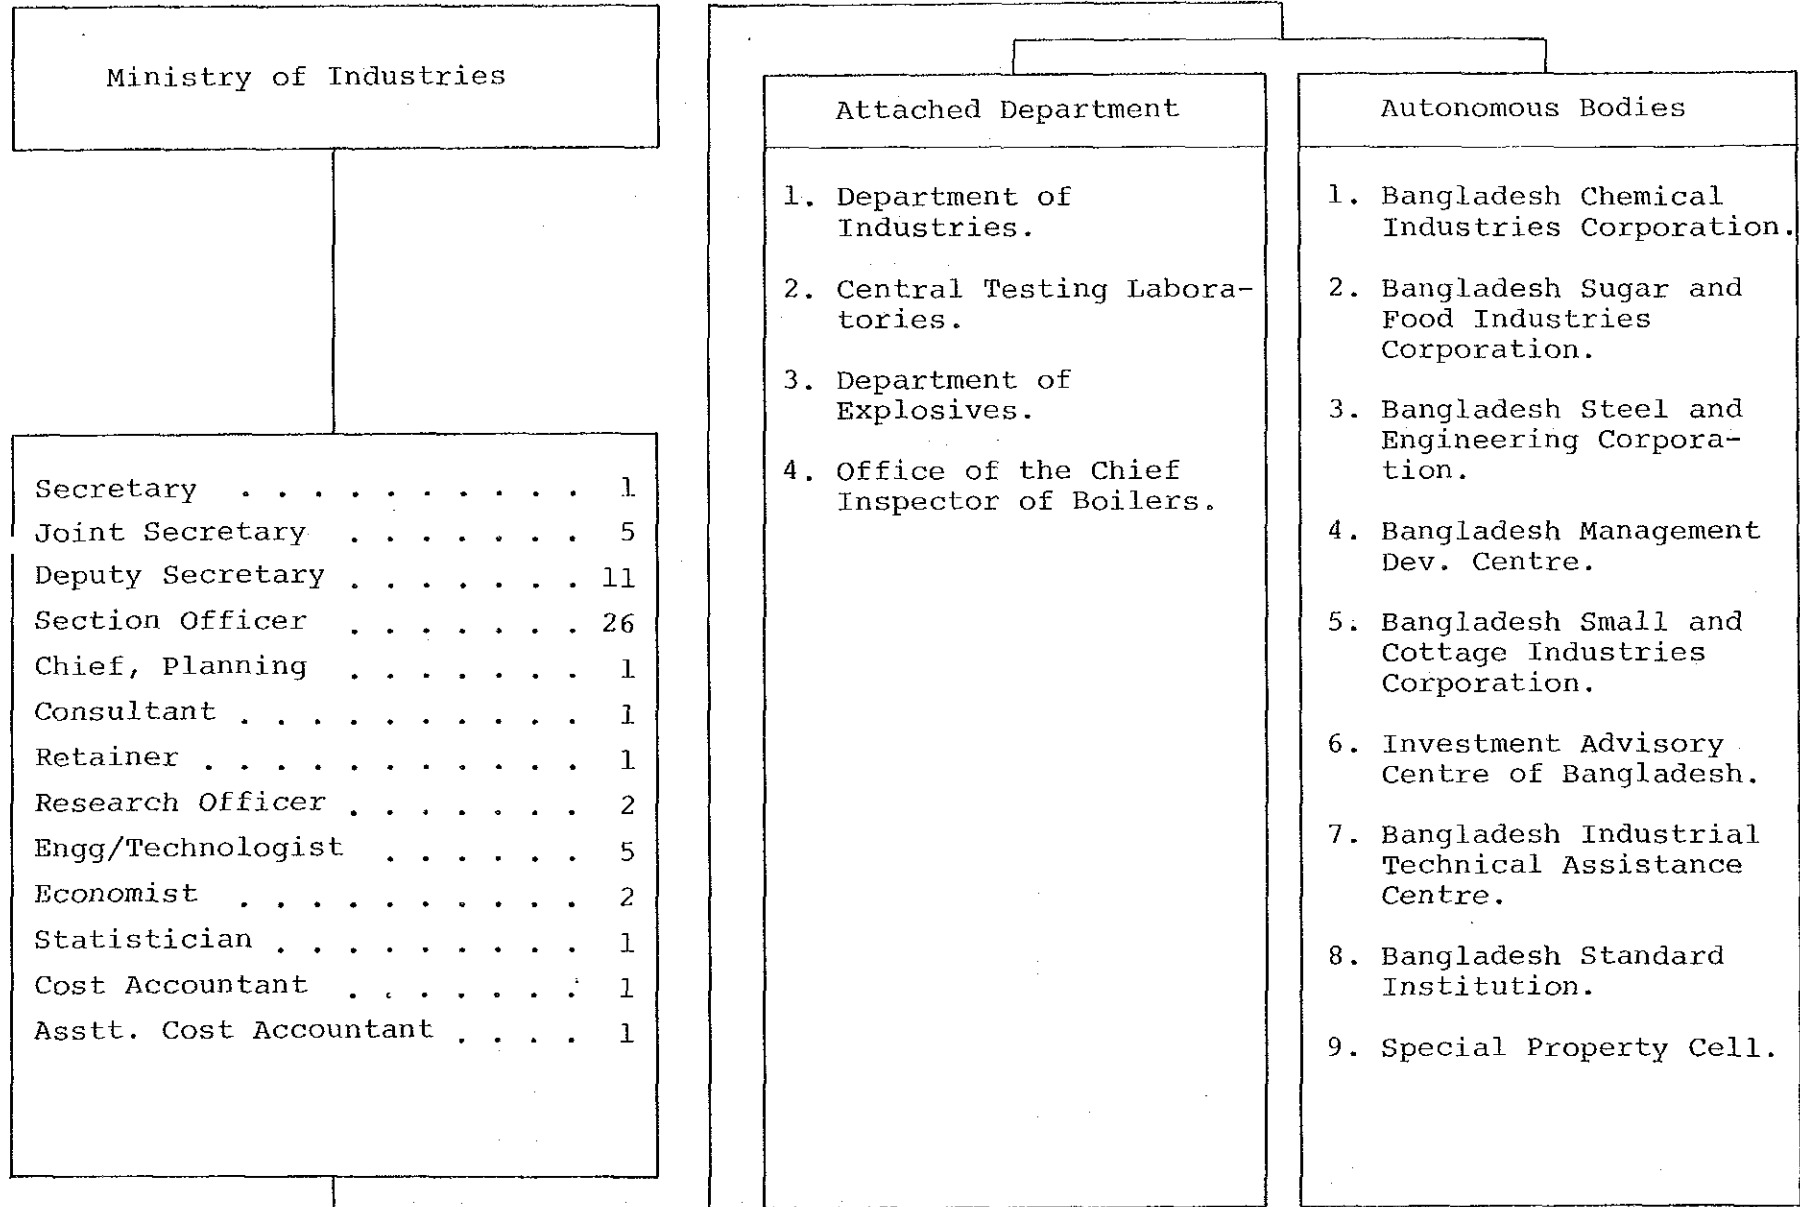 Ministry of Industries
Secretary . . . . . . . . . . 1
Joint Secretary . . . . . . . 5
Deputy Secretary . . . . . . . 11
Section Officer . . . . . . . 26
Chief, Planning . . . . . . . 1
Consultant . . . . . . . . . . 1
Retainer . . . . . . . . . . . 1
Research Officer . . . . . . . 2
Engg/Technologist . . . . . . 5
Economist . . . . . . . . . . 2
Statistician . . . . . . . . . 1
Cost Accountant . . . . . . . 1
Asstt. Cost Accountant . . . . 1
Attached Department
1. Department of
Industries.
2. Central Testing Labora-
tories.
3. Department of
Explosives.
4. Office of the Chief
Inspector of Boilers.
Autonomous Bodies
1. Bangladesh Chemical
Industries Corporation.
2. Bangladesh Sugar and
Food Industries
Corporation.
3. Bangladesh Steel and
Engineering Corpora-
tion.
4. Bangladesh Management
Dev. Centre.
5. Bangladesh Small and
Cottage Industries
Corporation.
6. Investment Advisory
Centre of Bangladesh.
7. Bangladesh Industrial
Technical Assistance
Centre.
8. Bangladesh Standard
Institution.
9. Special Property Cell.